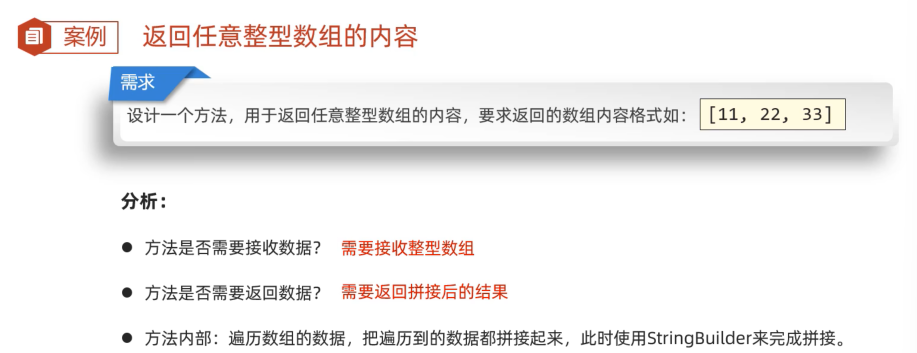 案例 返回任意整型数组的内容
需求
设计一个方法，用于返回任意整型数组的内容，要求返回的数组内容格式如： [11, 22, 33]
分析：
● 方法是否需要接收数据？ 需要接收整型数组
● 方法是否需要返回数据？ 需要返回拼接后的结果
● 方法内部：遍历数组的数据，把遍历到的数据都拼接起来，此时使用StringBuilder来完成拼接。